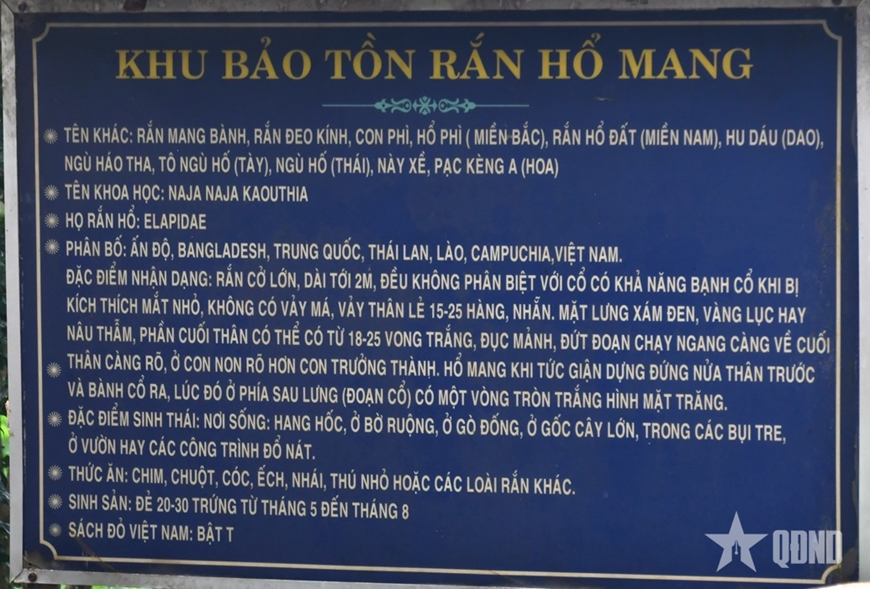 KHU BẢO TỒN RẮN HỔ MANG
TÊN KHÁC: RẮN MANG BÀNH, RẮN ĐEO KÍNH, CON PHÌ, HỔ PHÌ ( MIỀN BẮC), RẮN HỔ ĐẤT (MIỀN NAM), HU DÁU (DAO),
NGÙ HÁO THA, TÔ NGÙ HỐ (TÀY), NGÙ HỐ (THÁI), NÀY XỀ, PẠC KÈNG A (HOA)
TÊN KHOA HỌC: NAJA NAJA KAOUTHIA
HỌ RẮN HỔ: ELAPIDAE
PHÂN BỐ: ẤN ĐỘ, BANGLADESH, TRUNG QUỐC, THÁI LAN, LÀO, CAMPUCHIA,VIỆT NAM.
ĐẶC ĐIỂM NHẬN DẠNG: RẮN CỞ LỚN, DÀI TỚI 2M, ĐỀU KHÔNG PHÂN BIỆT VỚI CỔ CÓ KHẢ NĂNG BẠNH CỔ KHI BỊ
KÍCH THÍCH MẮT NHỎ, KHÔNG CÓ VẢY MÁ, VẢY THÂN LẺ 15-25 HÀNG, NHẴN. MẶT LƯNG XÁM ĐEN, VÀNG LỤC HAY
NÂU THẪM, PHẦN CUỐI THÂN CÓ THỂ CÓ TỪ 18-25 VONG TRẮNG, ĐỤC MẢNH, ĐỨT ĐOẠN CHẠY NGANG CÀNG VỀ CUỐI
THÂN CÀNG RÕ, Ở CON NON RÕ HƠN CON TRƯỞNG THÀNH. HỔ MANG KHI TỨC GIẬN DỰNG ĐỨNG NỬA THÂN TRƯỚC
VÀ BÀNH CỔ RA, LÚC ĐÓ Ở PHÍA SAU LƯNG (ĐOẠN CỔ) CÓ MỘT VÒNG TRÒN TRẮNG HÌNH MẶT TRĂNG.
ĐẶC ĐIỂM SINH THÁI: NƠI SỐNG: HANG HỐC, Ở BỜ RUỘNG, Ở GÒ ĐỐNG, Ở GỐC CÂY LỚN, TRONG CÁC BỤI TRE,
Ở VƯỜN HAY CÁC CÔNG TRÌNH ĐỔ NÁT.
THỨC ĂN: CHIM, CHUỘT, CÓC, ẾCH, NHÁI, THÚ NHỎ HOẶC CÁC LOÀI RẮN KHÁC.
SINH SẢN: ĐẺ 20-30 TRỨNG TỪ THÁNG 5 ĐẾN THÁNG 8
SÁCH ĐỎ VIỆT NAM: BẬT T
QĐND